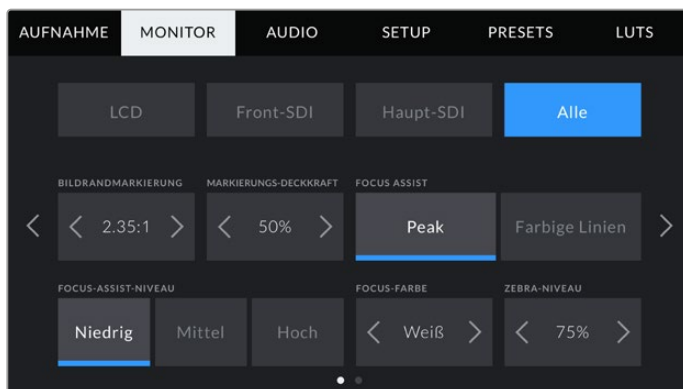 AUFNAHME MONITOR AUDIO SETUP PRESETS LUTS
LCD Front-SDI Haupt-SDI Alle
BILDRANDMARKIERUNG MARKIERUNGS-DECKKRAFT FOCUS ASSIST
2.35:1 50% Peak Farbige Linien
FOCUS-ASSIST-NIVEAU FOCUS-FARBE ZEBRA-NIVEAU
Niedrig Mittel Hoch Weiß 75%